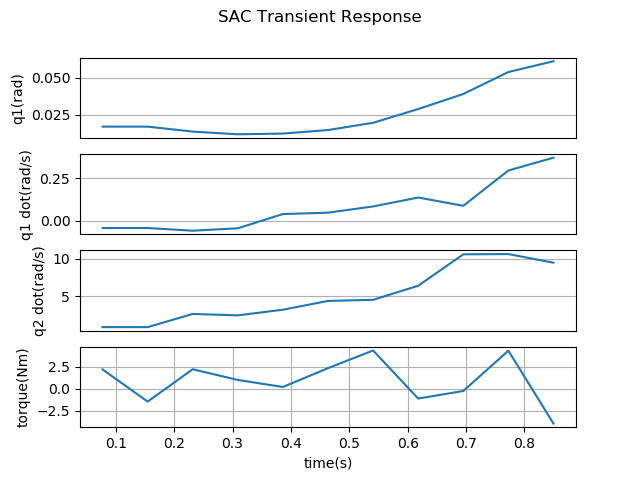 SAC Transient Response
q1(rad)
0.050
0.025
q1 dot(rad/s)
0.25
0.00
q2 dot(rad/s)
10
5
torque(Nm)
2.5
0.0
−2.5
0.1 0.2 0.3 0.4 0.5 0.6 0.7 0.8
time(s)